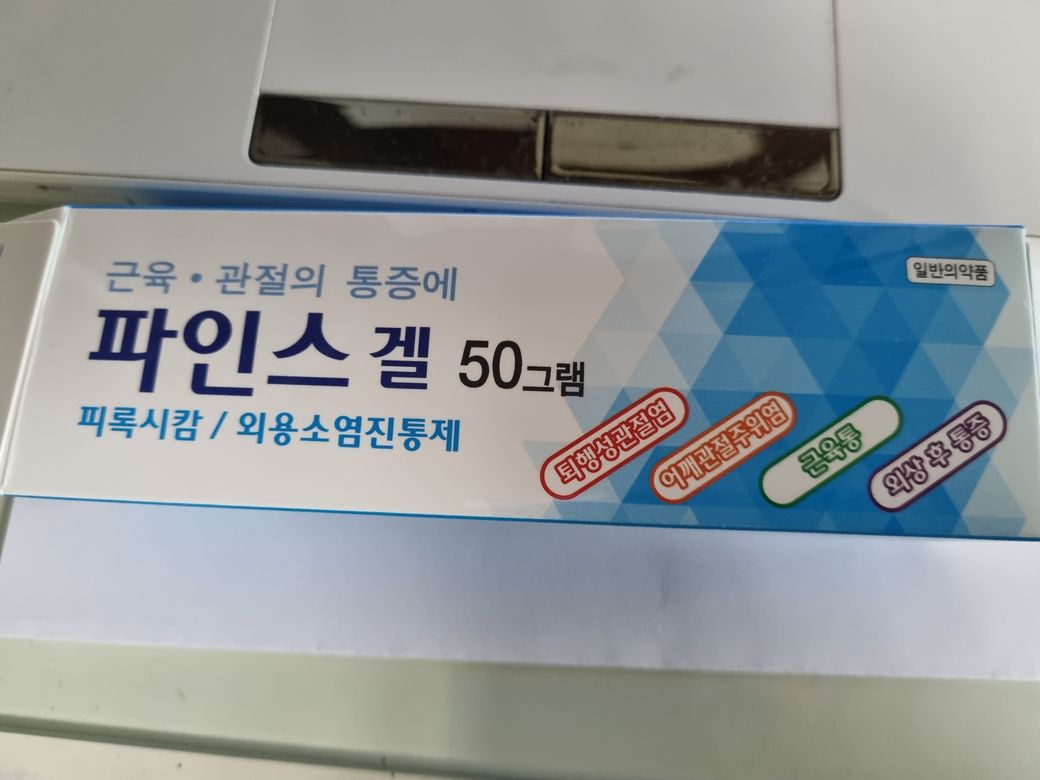 근육 · 관절의 통증에
일반의약품
파인스 겔 50그램
피록시캄 / 외용소염진통제
퇴행성관절염
어깨관절주위염
근육통
외상 후 통증